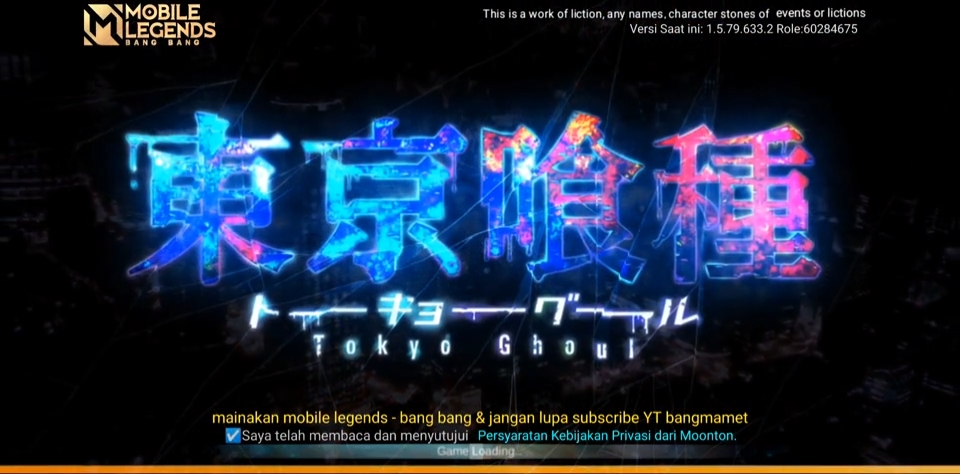 MOBILE
LEGENDS
BANG BANG
This is a work of liction, any names, character stones of events or lictions
Versi Saat ini: 1.5.79.633.2 Role:60284675
東京喰種
トーキョーグール
Tokyo Ghoul
mainakan mobile legends - bang bang & jangan lupa subscribe YT bangmamet
Saya telah membaca dan menyutujui Persyaratan Kebijakan Privasi dari Moonton.
Game Loading...